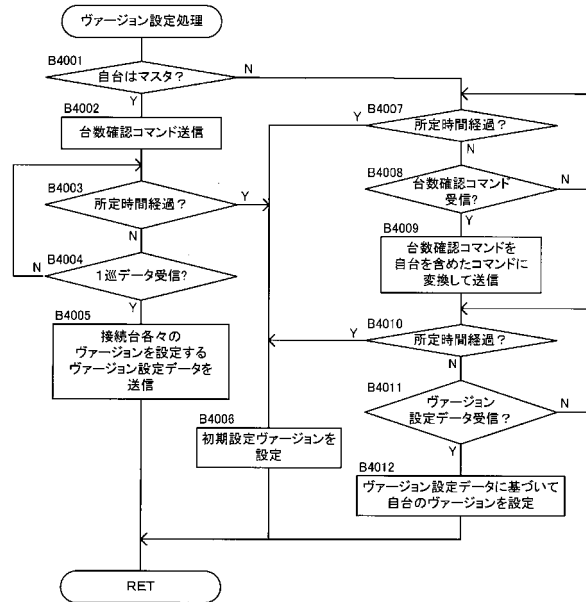 ヴァージョン設定処理
B4001
自台はマスタ?
N
Y
B4002
台数確認コマンド送信
B4003
所定時間経過?
Y
N
B4004
1巡データ受信?
N
Y
B4005
接続台各々の
ヴァージョンを設定する
ヴァージョン設定データを
送信
B4006
初期設定ヴァージョンを
設定
B4007
所定時間経過?
Y
N
B4008
台数確認コマンド
受信?
N
Y
B4009
台数確認コマンドを
自台を含めたコマンドに
変換して送信
B4010
所定時間経過?
Y
N
B4011
ヴァージョン
設定データ受信?
N
Y
B4012
ヴァージョン設定データに基づいて
自台のヴァージョンを設定
RET